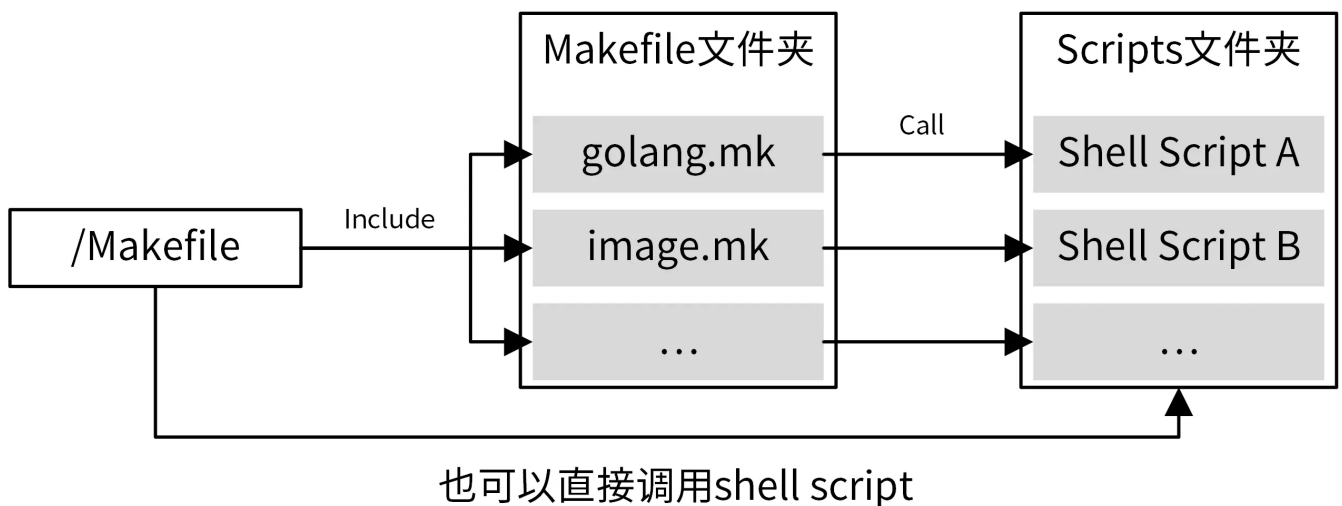 Makefile文件夹
Scripts文件夹
Call
golang.mk
Shell Script A
Include
/Makefile
image.mk
Shell Script B
...
...
也可以直接调用shell script